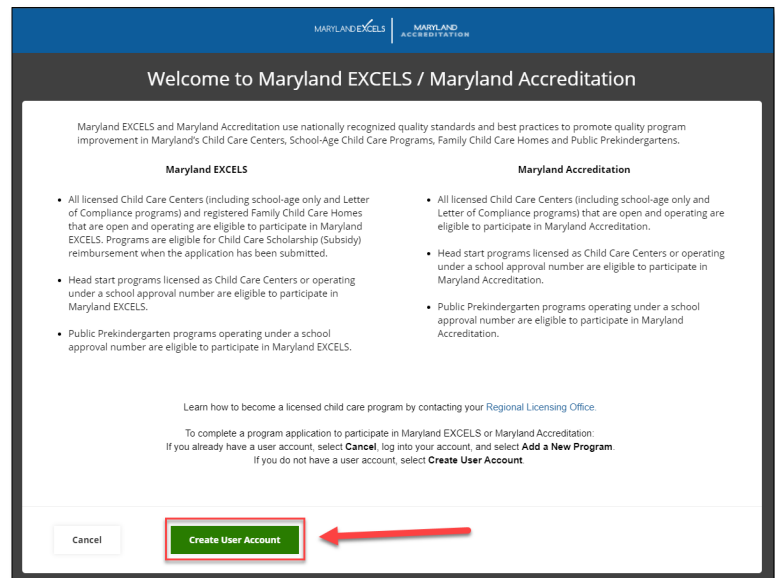 MARYLAND EXCELS
MARYLAND
ACCREDITATION
Welcome to Maryland EXCELS / Maryland Accreditation
Maryland EXCELS and Maryland Accreditation use nationally recognized quality standards and best practices to promote quality program
improvement in Maryland's Child Care Centers, School-Age Child Care Programs, Family Child Care Homes and Public Prekindergartens.
Maryland EXCELS
• All licensed Child Care Centers (including school-age only and Letter
of Compliance programs) and registered Family Child Care Homes
that are open and operating are eligible to participate in Maryland
EXCELS. Programs are eligible for Child Care Scholarship (Subsidy)
reimbursement when the application has been submitted.
• Head start programs licensed as Child Care Centers or operating
under a school approval number are eligible to participate in
Maryland EXCELS.
• Public Prekindergarten programs operating under a school
approval number are eligible to participate in Maryland EXCELS.
Maryland Accreditation
• All licensed Child Care Centers (including school-age only and
Letter of Compliance programs) that are open and operating are
eligible to participate in Maryland Accreditation.
• Head start programs licensed as Child Care Centers or operating
under a school approval number are eligible to participate in
Maryland Accreditation.
• Public Prekindergarten programs operating under a school
approval number are eligible to participate in Maryland
Accreditation.
Learn how to become a licensed child care program by contacting your Regional Licensing Office.
To complete a program application to participate in Maryland EXCELS or Maryland Accreditation:
If you already have a user account, select Cancel, log into your account, and select Add a New Program.
If you do not have a user account, select Create User Account.
Cancel
Create User Account